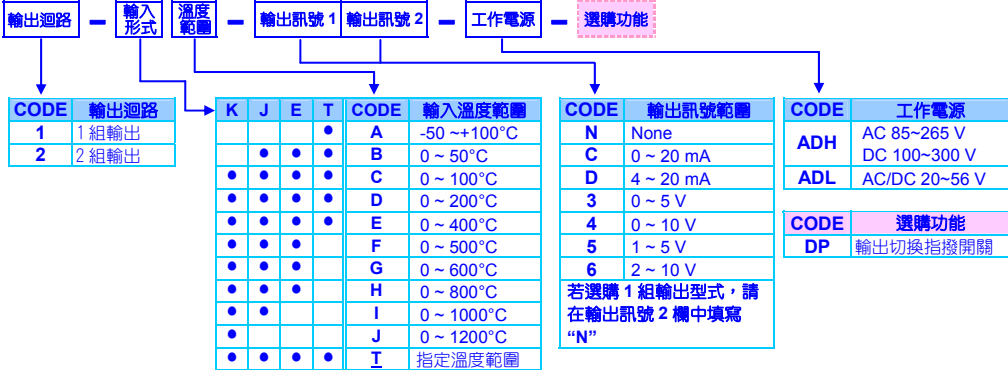 輸出迴路 － 輸入形式 溫度範圍 － 輸出訊號 1 輸出訊號 2 － 工作電源 － 選購功能
CODE 輸出迴路
1 1 組輸出
2 2 組輸出
K J E T CODE 輸入溫度範圍
● A -50 ~+100°C
● ● ● B 0 ~ 50°C
● ● ● ● C 0 ~ 100°C
● ● ● ● D 0 ~ 200°C
● ● ● ● E 0 ~ 400°C
● ● ● F 0 ~ 500°C
● ● ● G 0 ~ 600°C
● ● ● H 0 ~ 800°C
● ● I 0 ~ 1000°C
● J 0 ~ 1200°C
● ● ● ● T 指定溫度範圍
CODE 輸出訊號範圍
N None
C 0 ~ 20 mA
D 4 ~ 20 mA
3 0 ~ 5 V
4 0 ~ 10 V
5 1 ~ 5 V
6 2 ~ 10 V
若選購 1 組輸出型式，請
在輸出訊號 2 欄中填寫
“N”
CODE 工作電源
ADH AC 85~265 V
DC 100~300 V
ADL AC/DC 20~56 V
CODE 選購功能
DP 輸出切換指撥開關